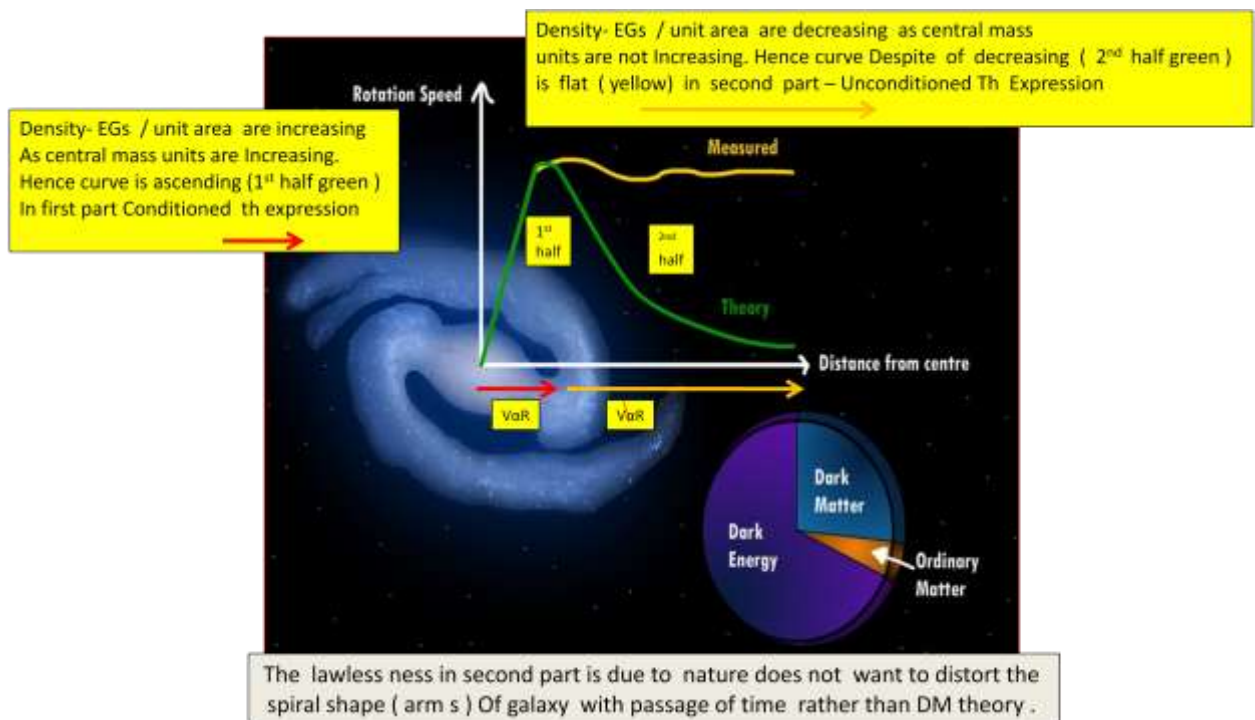 Density- EGs / unit area are decreasing as central mass
units are not Increasing. Hence curve Despite of decreasing ( 2nd half green )
is flat ( yellow) in second part – Unconditioned Th Expression
Density- EGs / unit area are increasing
As central mass units are Increasing.
Hence curve is ascending (1st half green )
In first part Conditioned th expression
Rotation Speed
Measured
1st
half
2nd
half
Theory
Distance from centre
VαR
VαR
Dark
Matter
Dark
Energy
Ordinary
Matter
The lawless ness in second part is due to nature does not want to distort the
spiral shape ( arm s ) Of galaxy with passage of time rather than DM theory .